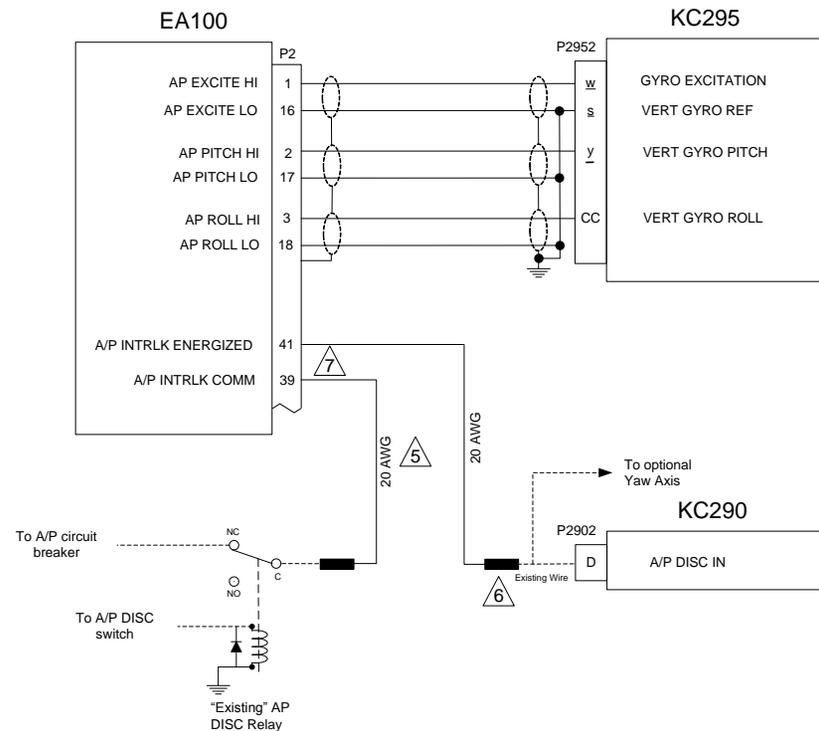 EA100
KC295
P2
P2952
AP EXCITE HI 1 w GYRO EXCITATION
AP EXCITE LO 16 s VERT GYRO REF
AP PITCH HI 2 y VERT GYRO PITCH
AP PITCH LO 17
AP ROLL HI 3 CC VERT GYRO ROLL
AP ROLL LO 18
A/P INTRLK ENERGIZED 41
7
A/P INTRLK COMM 39
20 AWG
5
20 AWG
To optional
Yaw Axis
KC290
P2902
To A/P circuit
breaker
NC
C
NO
D A/P DISC IN
Existing Wire
6
To A/P DISC
switch
“Existing” AP
DISC Relay